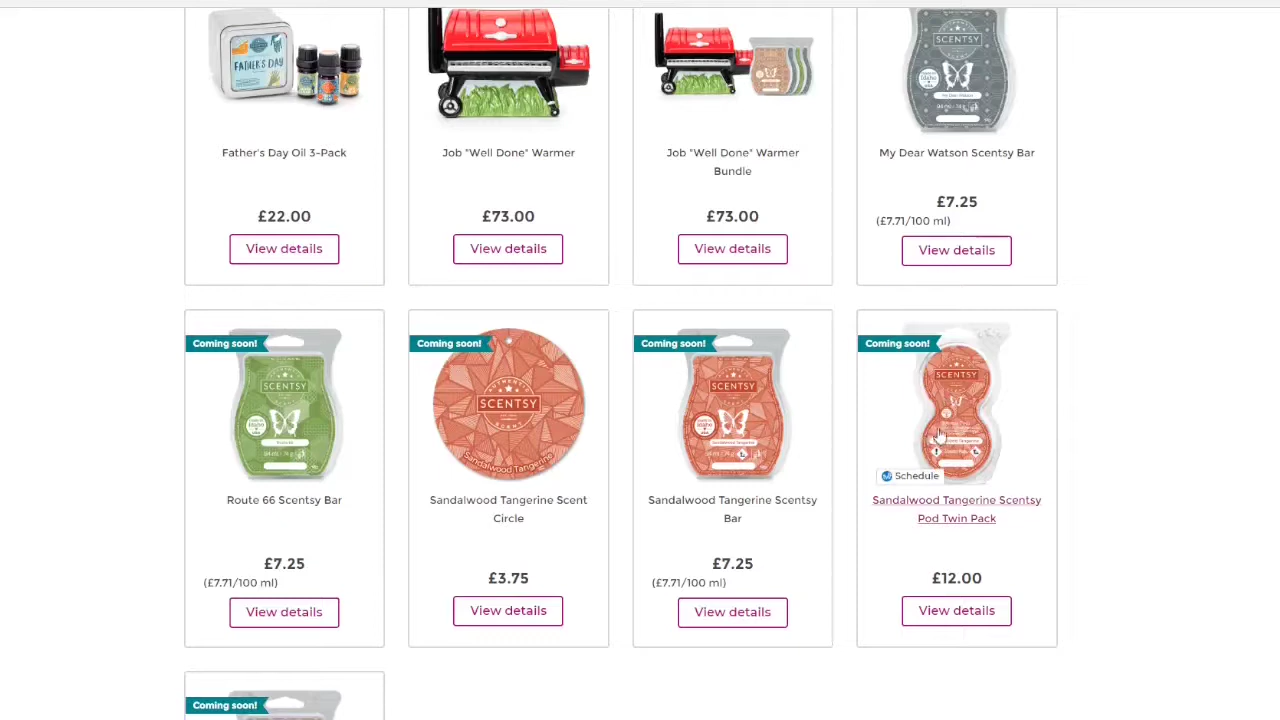 SCENTSY
FATHER'S DAY
SCENTSY
Father's Day Oil 3-Pack
£22.00
View details
Job "Well Done" Warmer
£73.00
View details
Job "Well Done" Warmer
Bundle
£73.00
View details
My Dear Watson Scentsy Bar
£7.25
(£7.71/100 ml)
View details
Coming soon!
SCENTSY
Route 66 Scentsy Bar
£7.25
(£7.71/100 ml)
View details
Coming soon!
AUTHENTIC
SCENTSY
Sandalwood Tangerine
Sandalwood Tangerine Scent
Circle
£3.75
View details
Coming soon!
SCENTSY
Sandalwood Tangerine Scentsy
Bar
£7.25
(£7.71/100 ml)
View details
Coming soon!
SCENTSY
Schedule
Sandalwood Tangerine Scentsy
Pod Twin Pack
£12.00
View details
Coming soon!